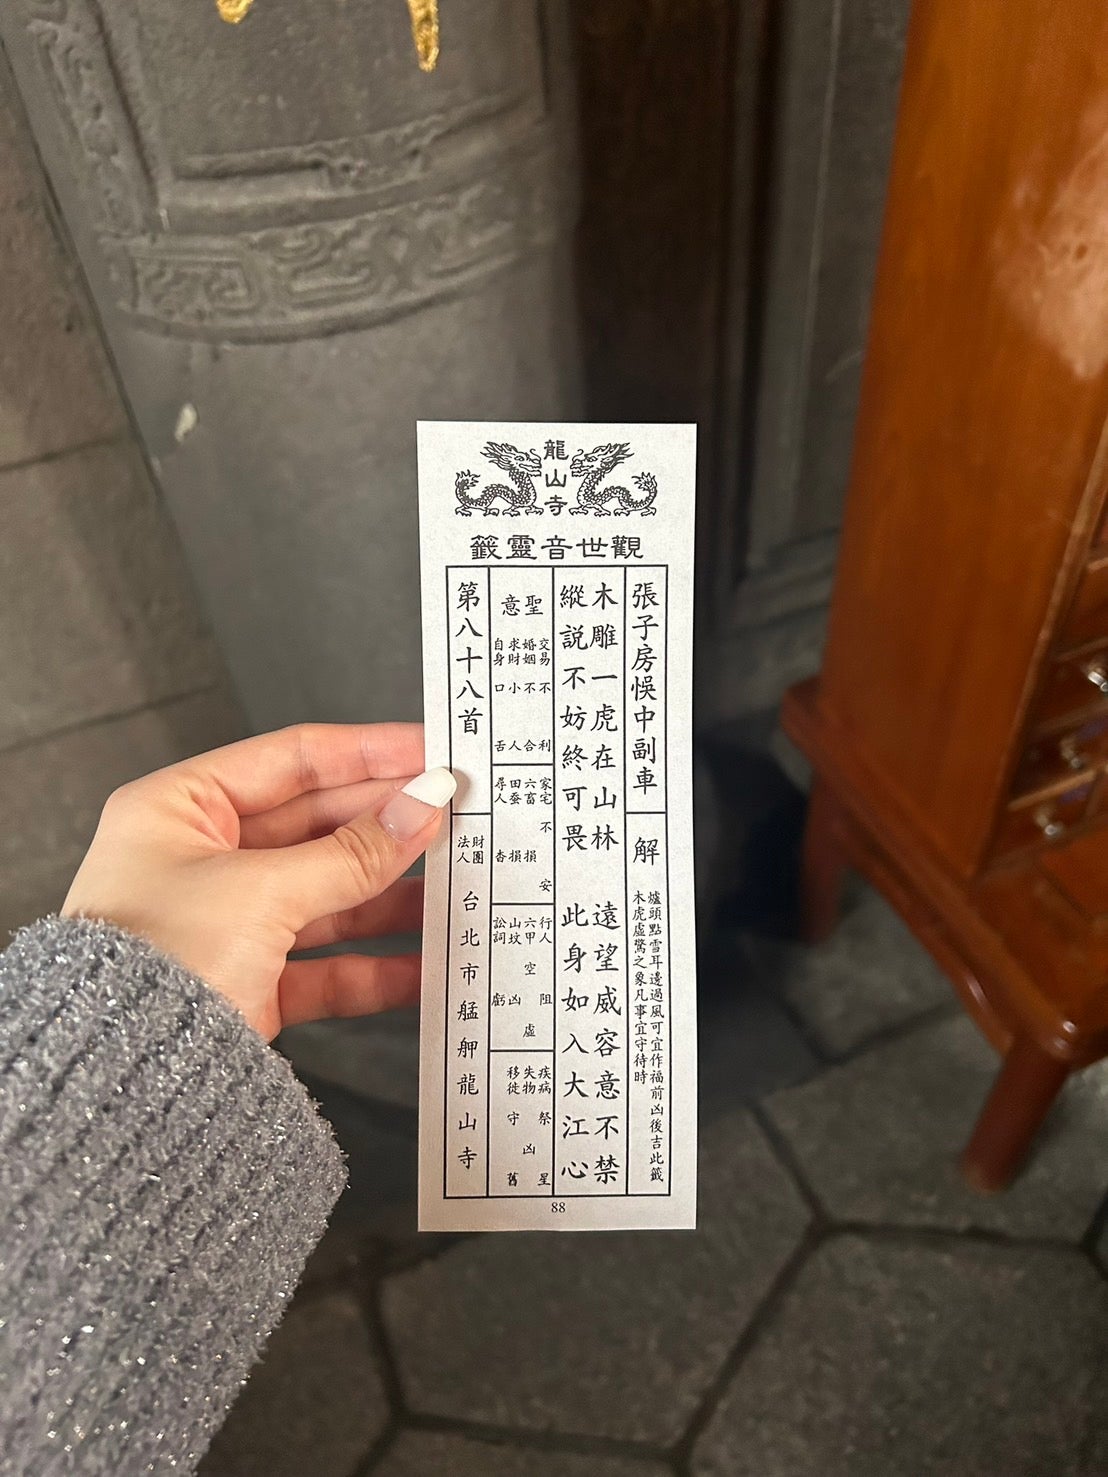 龍山寺
觀世音靈籤
張子房悞中副車
解
爐頭點雪耳邊過風可宜作福前凶後吉此籤
木虎虛驚之象凡事宜守待時
木雕一虎在山林 遠望威容意不禁
縱說不妨終可畏 此身如入大江心
聖意
交易不利
婚姻不合
求財小人
自身口舌
家宅不安
六畜損
田蚕損
尋人杳
行人阻
六甲空虛
山坟凶
訟詞虧
疾病祭星
失物凶
移徙守舊
第八十八首
財團法人台北市艋舺龍山寺
88